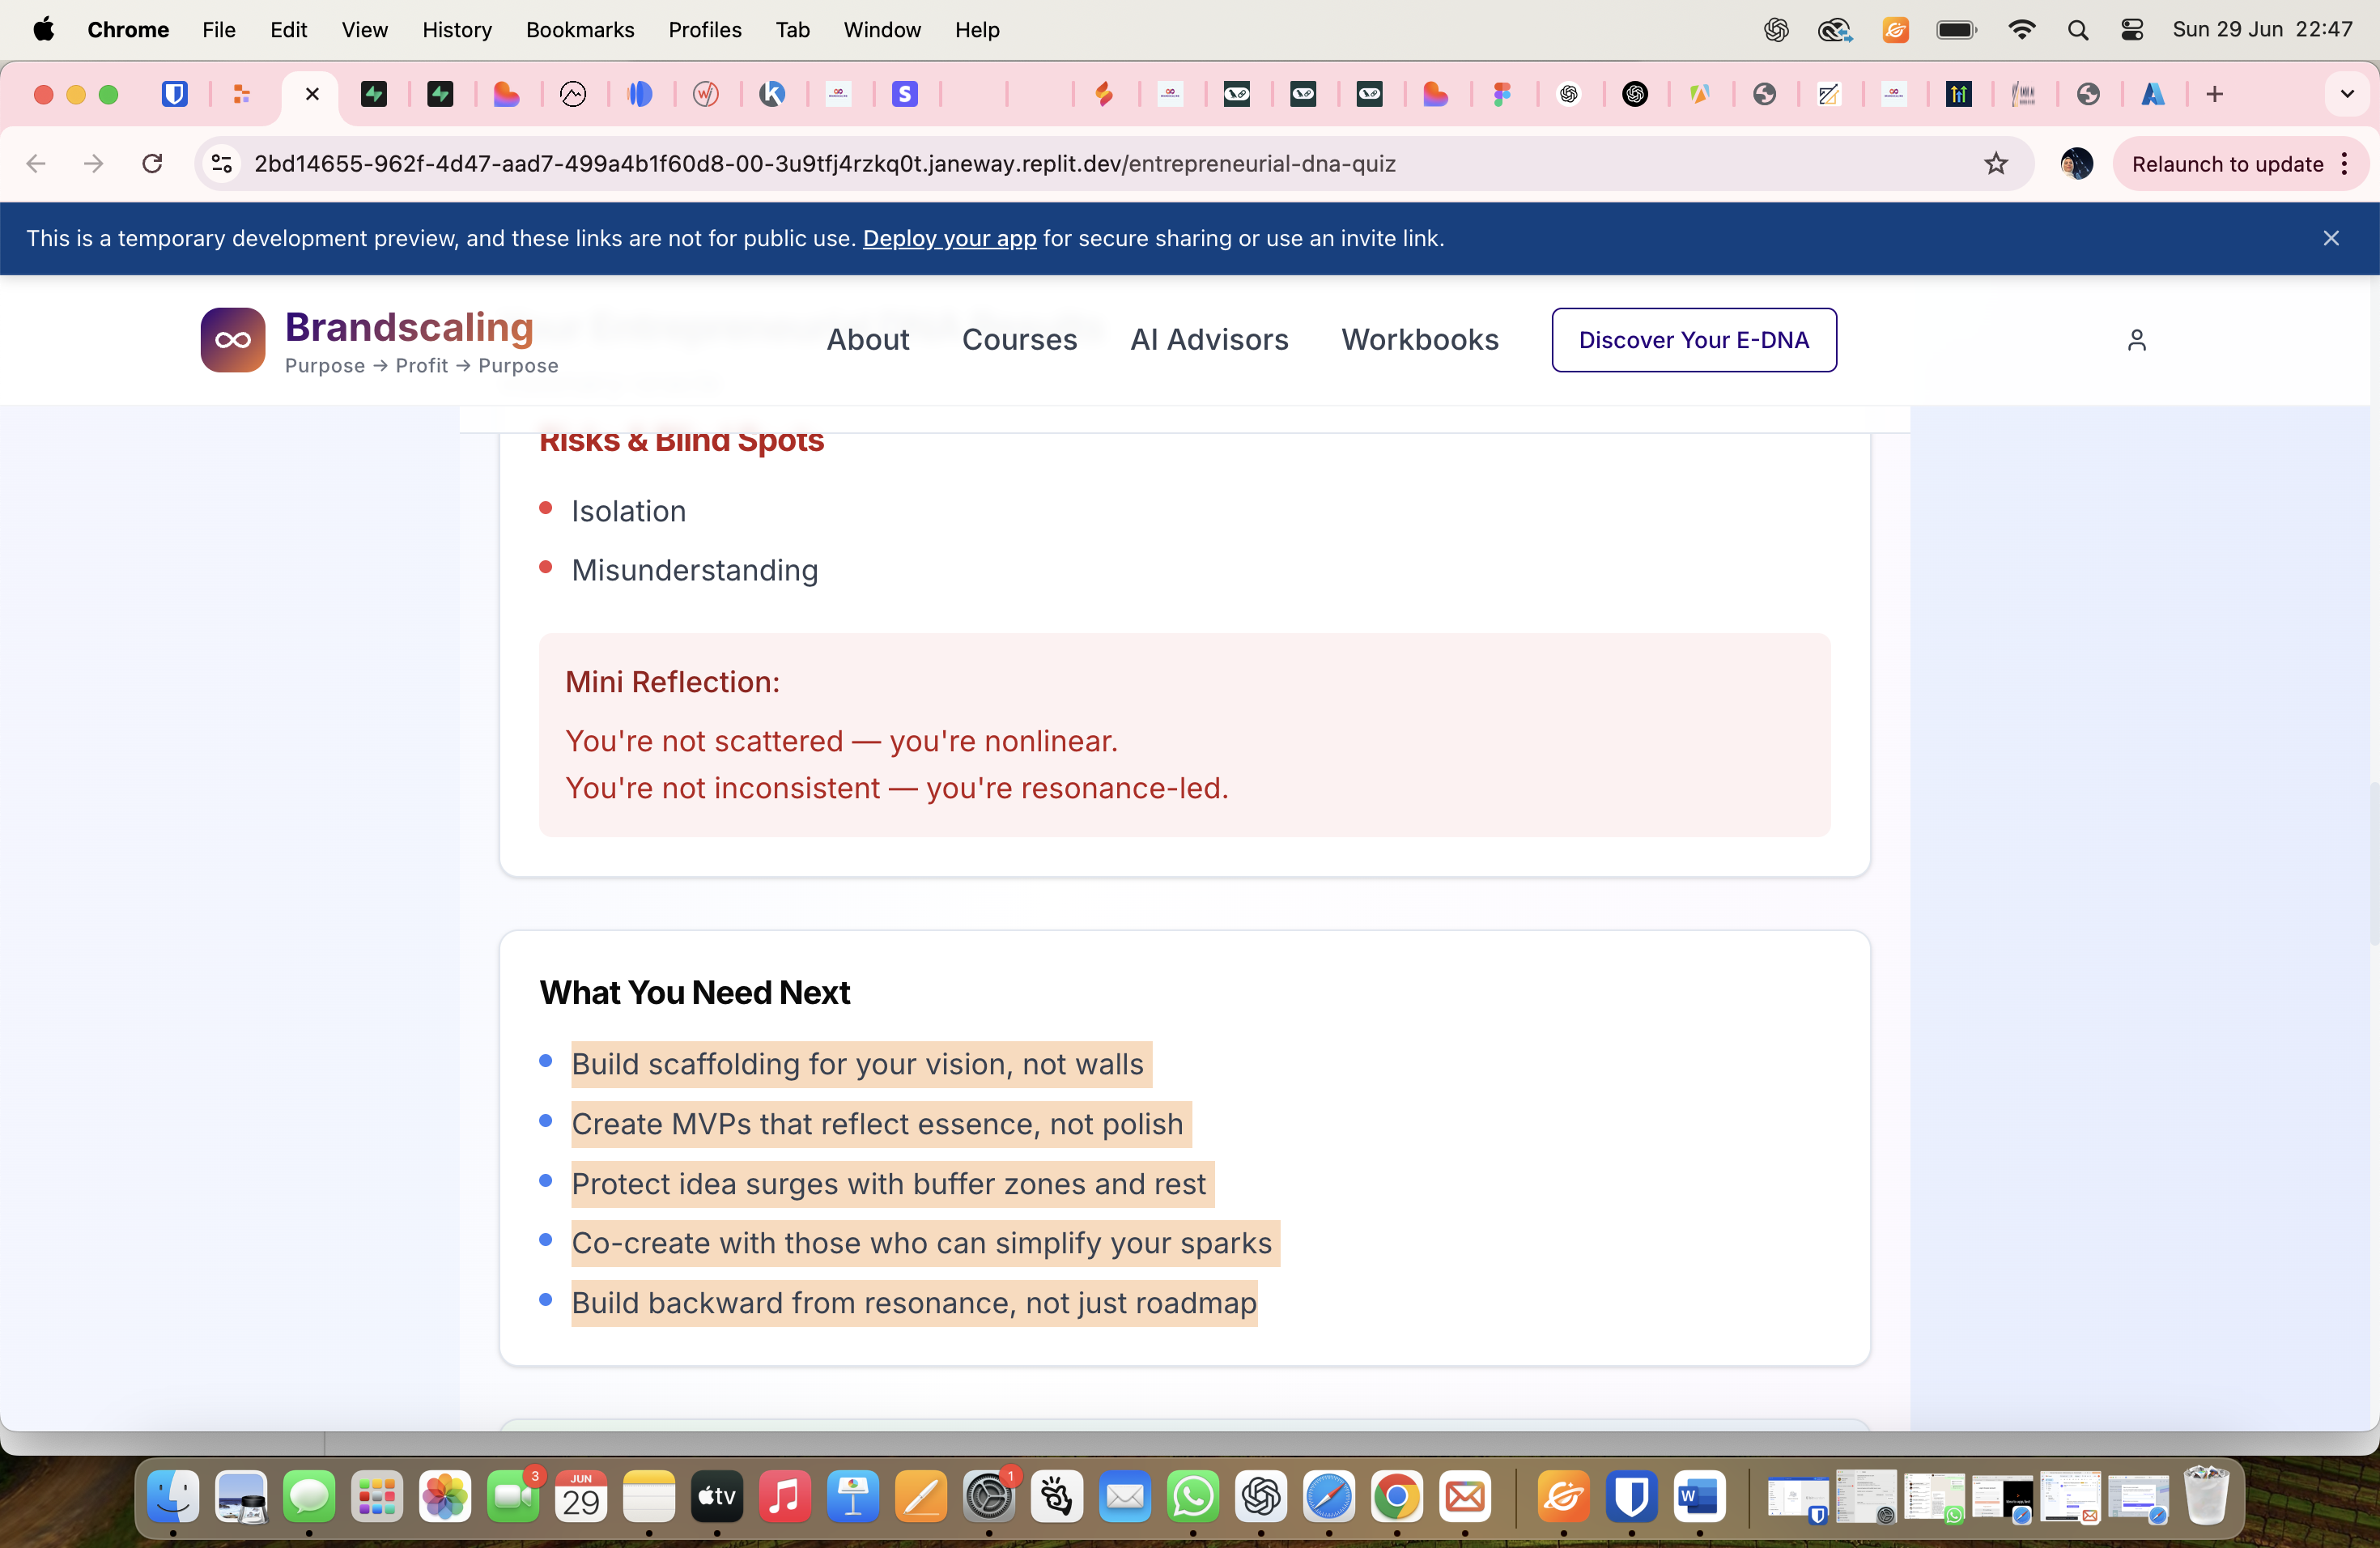 Chrome File Edit View History Bookmarks Profiles Tab Window Help Sun 29 Jun 22:47
2bd14655-962f-4d47-aad7-499a4b1f60d8-00-3u9tfj4rzkq0t.janeway.replit.dev/entrepreneurial-dna-quiz
Relaunch to update
This is a temporary development preview, and these links are not for public use. Deploy your app for secure sharing or use an invite link.
Brandscaling
Purpose → Profit → Purpose
About Courses AI Advisors Workbooks Discover Your E-DNA
Risks & Blind Spots
Isolation
Misunderstanding
Mini Reflection:
You're not scattered — you're nonlinear.
You're not inconsistent — you're resonance-led.
What You Need Next
Build scaffolding for your vision, not walls
Create MVPs that reflect essence, not polish
Protect idea surges with buffer zones and rest
Co-create with those who can simplify your sparks
Build backward from resonance, not just roadmap
3
JUN
29
tv
1
W